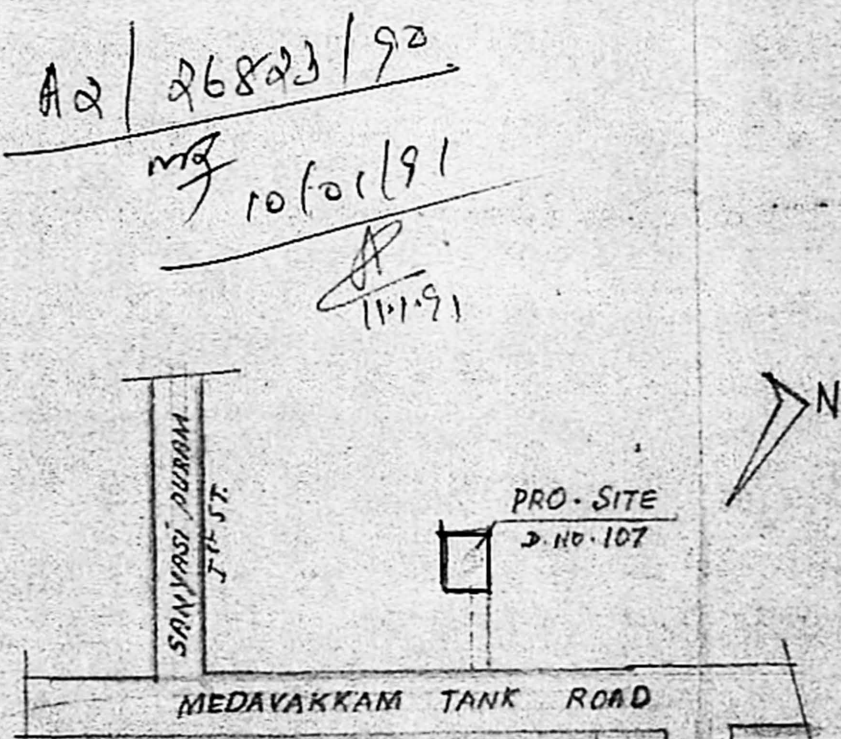 A2 / 26823 / 90
10/01/91
11.1.91
N
PRO. SITE
D.NO.107
SANYASI PURAM
ST.
MEDAVAKKAM TANK ROAD